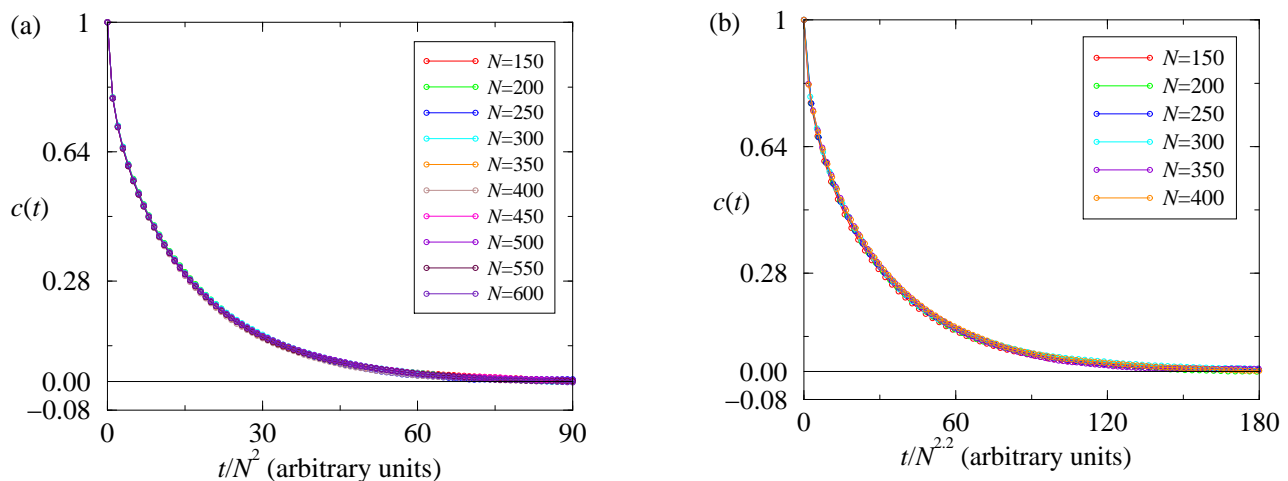 (a)
1
0.64
c(t)
0.28
0.00
−0.08
0
30
60
90
t/N² (arbitrary units)
N=150
N=200
N=250
N=300
N=350
N=400
N=450
N=500
N=550
N=600
(b)
1
0.64
c(t)
0.28
0.00
−0.08
0
60
120
180
t/N^2.2 (arbitrary units)
N=150
N=200
N=250
N=300
N=350
N=400